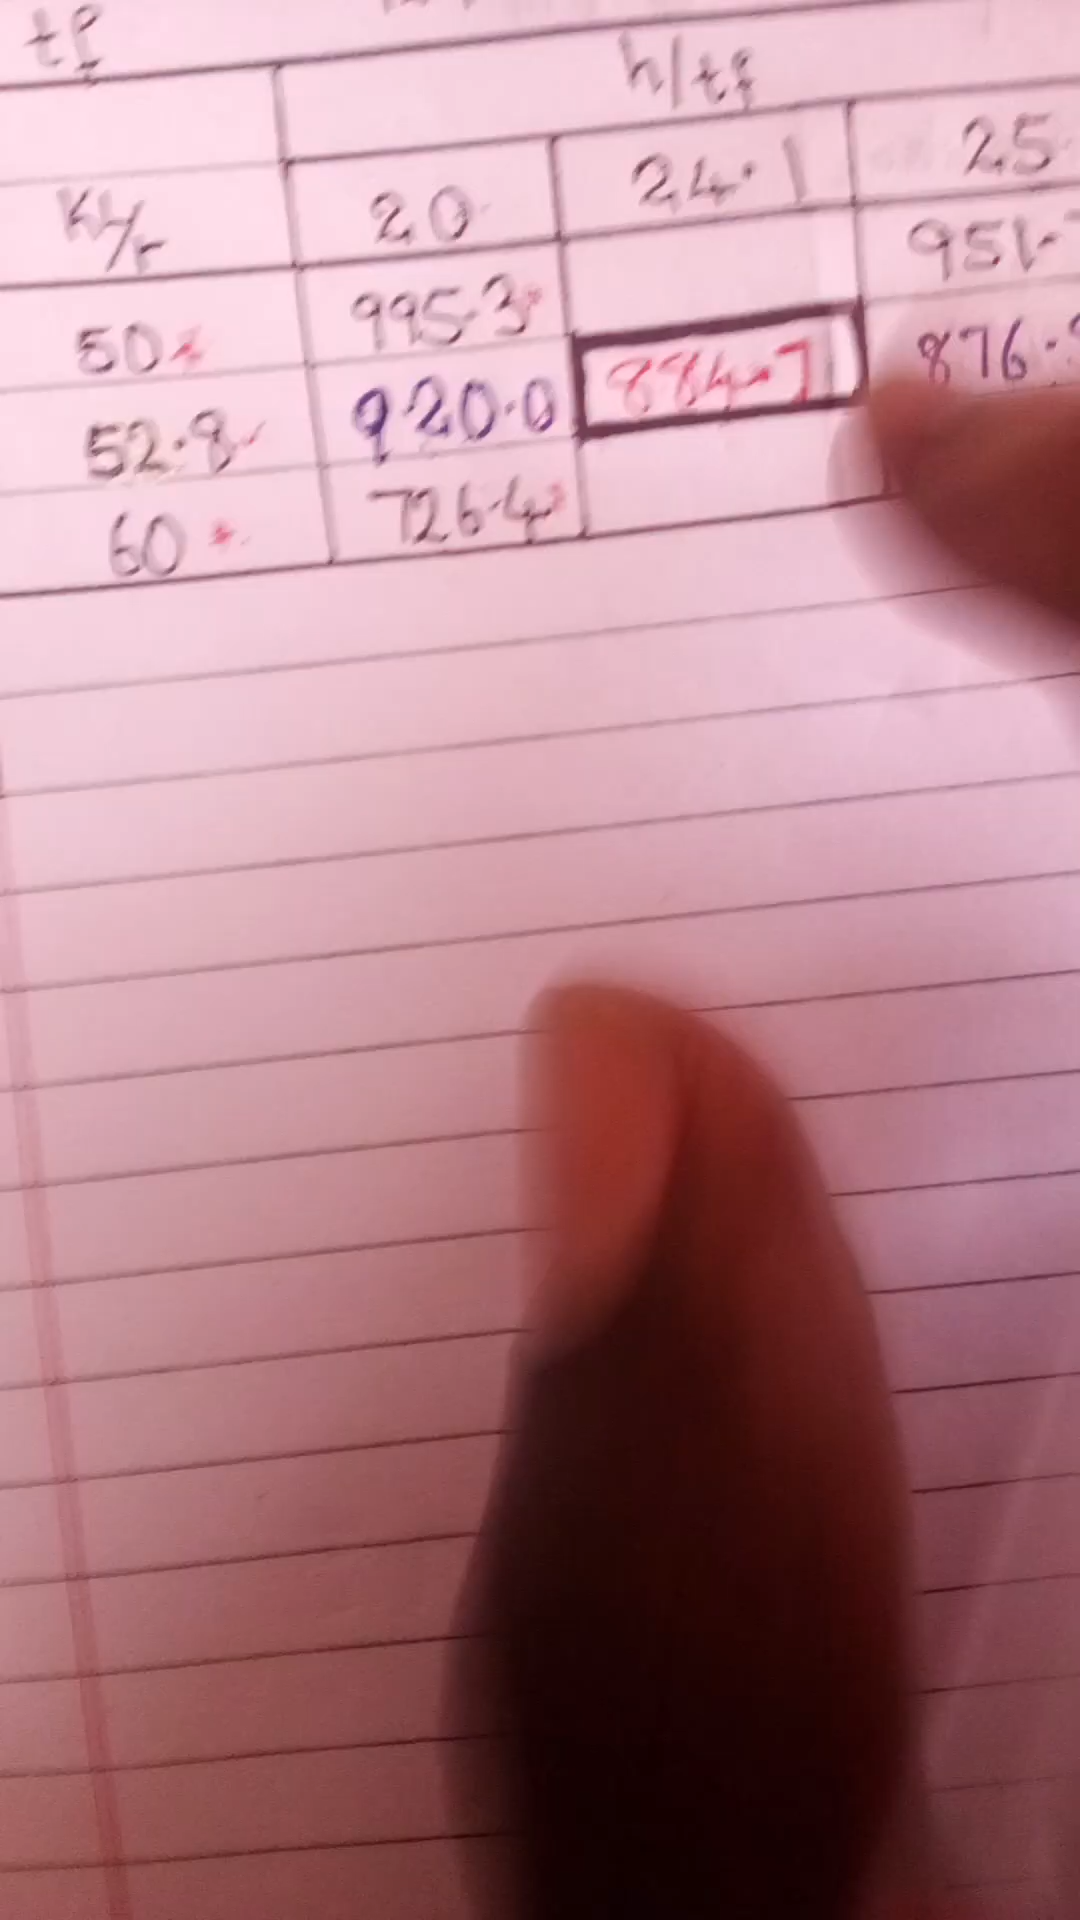 tf
h/tf
KL/r 20 24.1 25
50 995.3 951.
52.8 920.0 884.7 876.
60 726.4